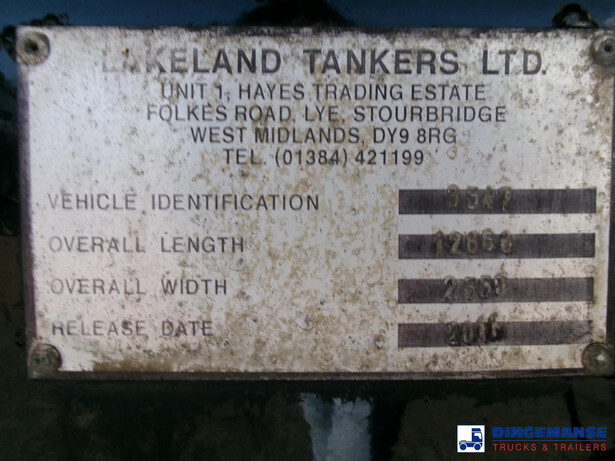 LAKELAND TANKERS LTD.
UNIT 1, HAYES TRADING ESTATE
FOLKES ROAD, LYE, STOURBRIDGE
WEST MIDLANDS, DY9 8RG
TEL. (01384) 421199
VEHICLE IDENTIFICATION
OVERALL LENGTH
OVERALL WIDTH
RELEASE DATE
DINGEMANSE
TRUCKS & TRAILERS